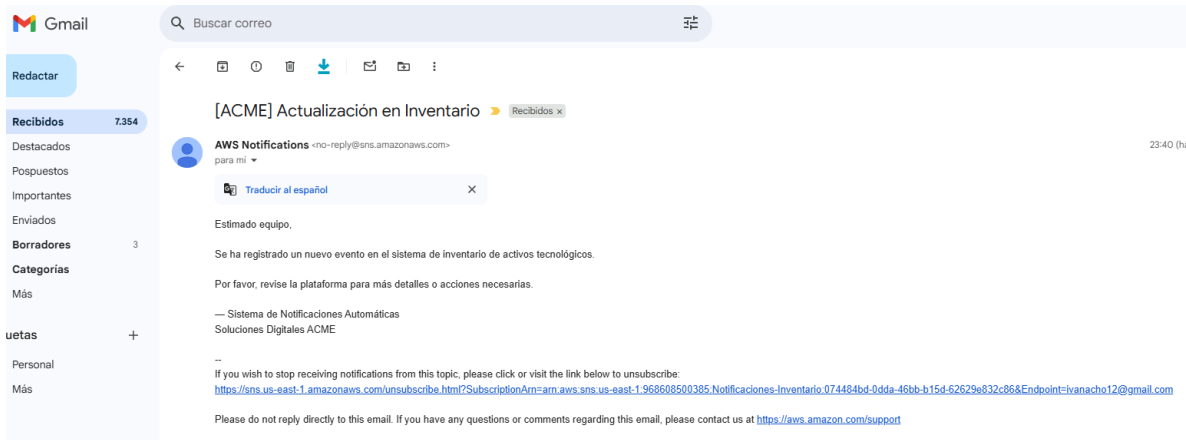 Gmail
Buscar correo
Redactar
Recibidos 7.354
Destacados
Pospuestos
Importantes
Enviados
Borradores 3
Categorías
Más
uetas +
Personal
Más
[ACME] Actualización en Inventario Recibidos x
AWS Notifications <no-reply@sns.amazonaws.com> 23:40 (ha
para mí
Traducir al español
Estimado equipo,
Se ha registrado un nuevo evento en el sistema de inventario de activos tecnológicos.
Por favor, revise la plataforma para más detalles o acciones necesarias.
— Sistema de Notificaciones Automáticas
Soluciones Digitales ACME
--
If you wish to stop receiving notifications from this topic, please click or visit the link below to unsubscribe:
https://sns.us-east-1.amazonaws.com/unsubscribe.html?SubscriptionArn=arn:aws:sns:us-east-1:968608500385:Notificaciones-Inventario:074484bd-0dda-46bb-b15d-62629e832c86&Endpoint=ivanacho12@gmail.com
Please do not reply directly to this email. If you have any questions or comments regarding this email, please contact us at https://aws.amazon.com/support